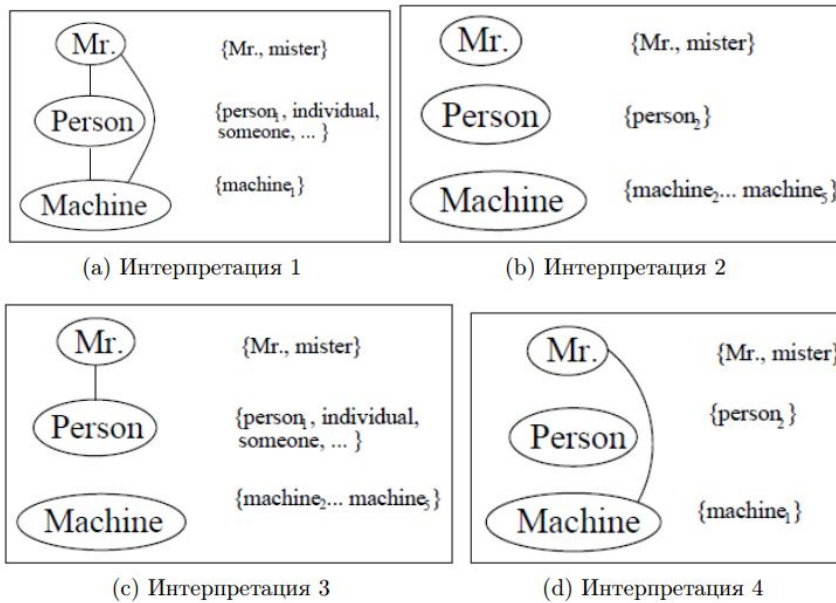 Mr.
{Mr., mister}
Person
{person₁, individual,
someone, ... }
Machine
{machine₁}
(a) Интерпретация 1
Mr.
{Mr., mister}
Person
{person₂}
Machine
{machine₂... machine₅}
(b) Интерпретация 2
Mr.
{Mr., mister}
Person
{person₁, individual,
someone, ... }
Machine
{machine₂... machine₅}
(c) Интерпретация 3
Mr.
{Mr., mister}
Person
{person₂}
Machine
{machine₁}
(d) Интерпретация 4